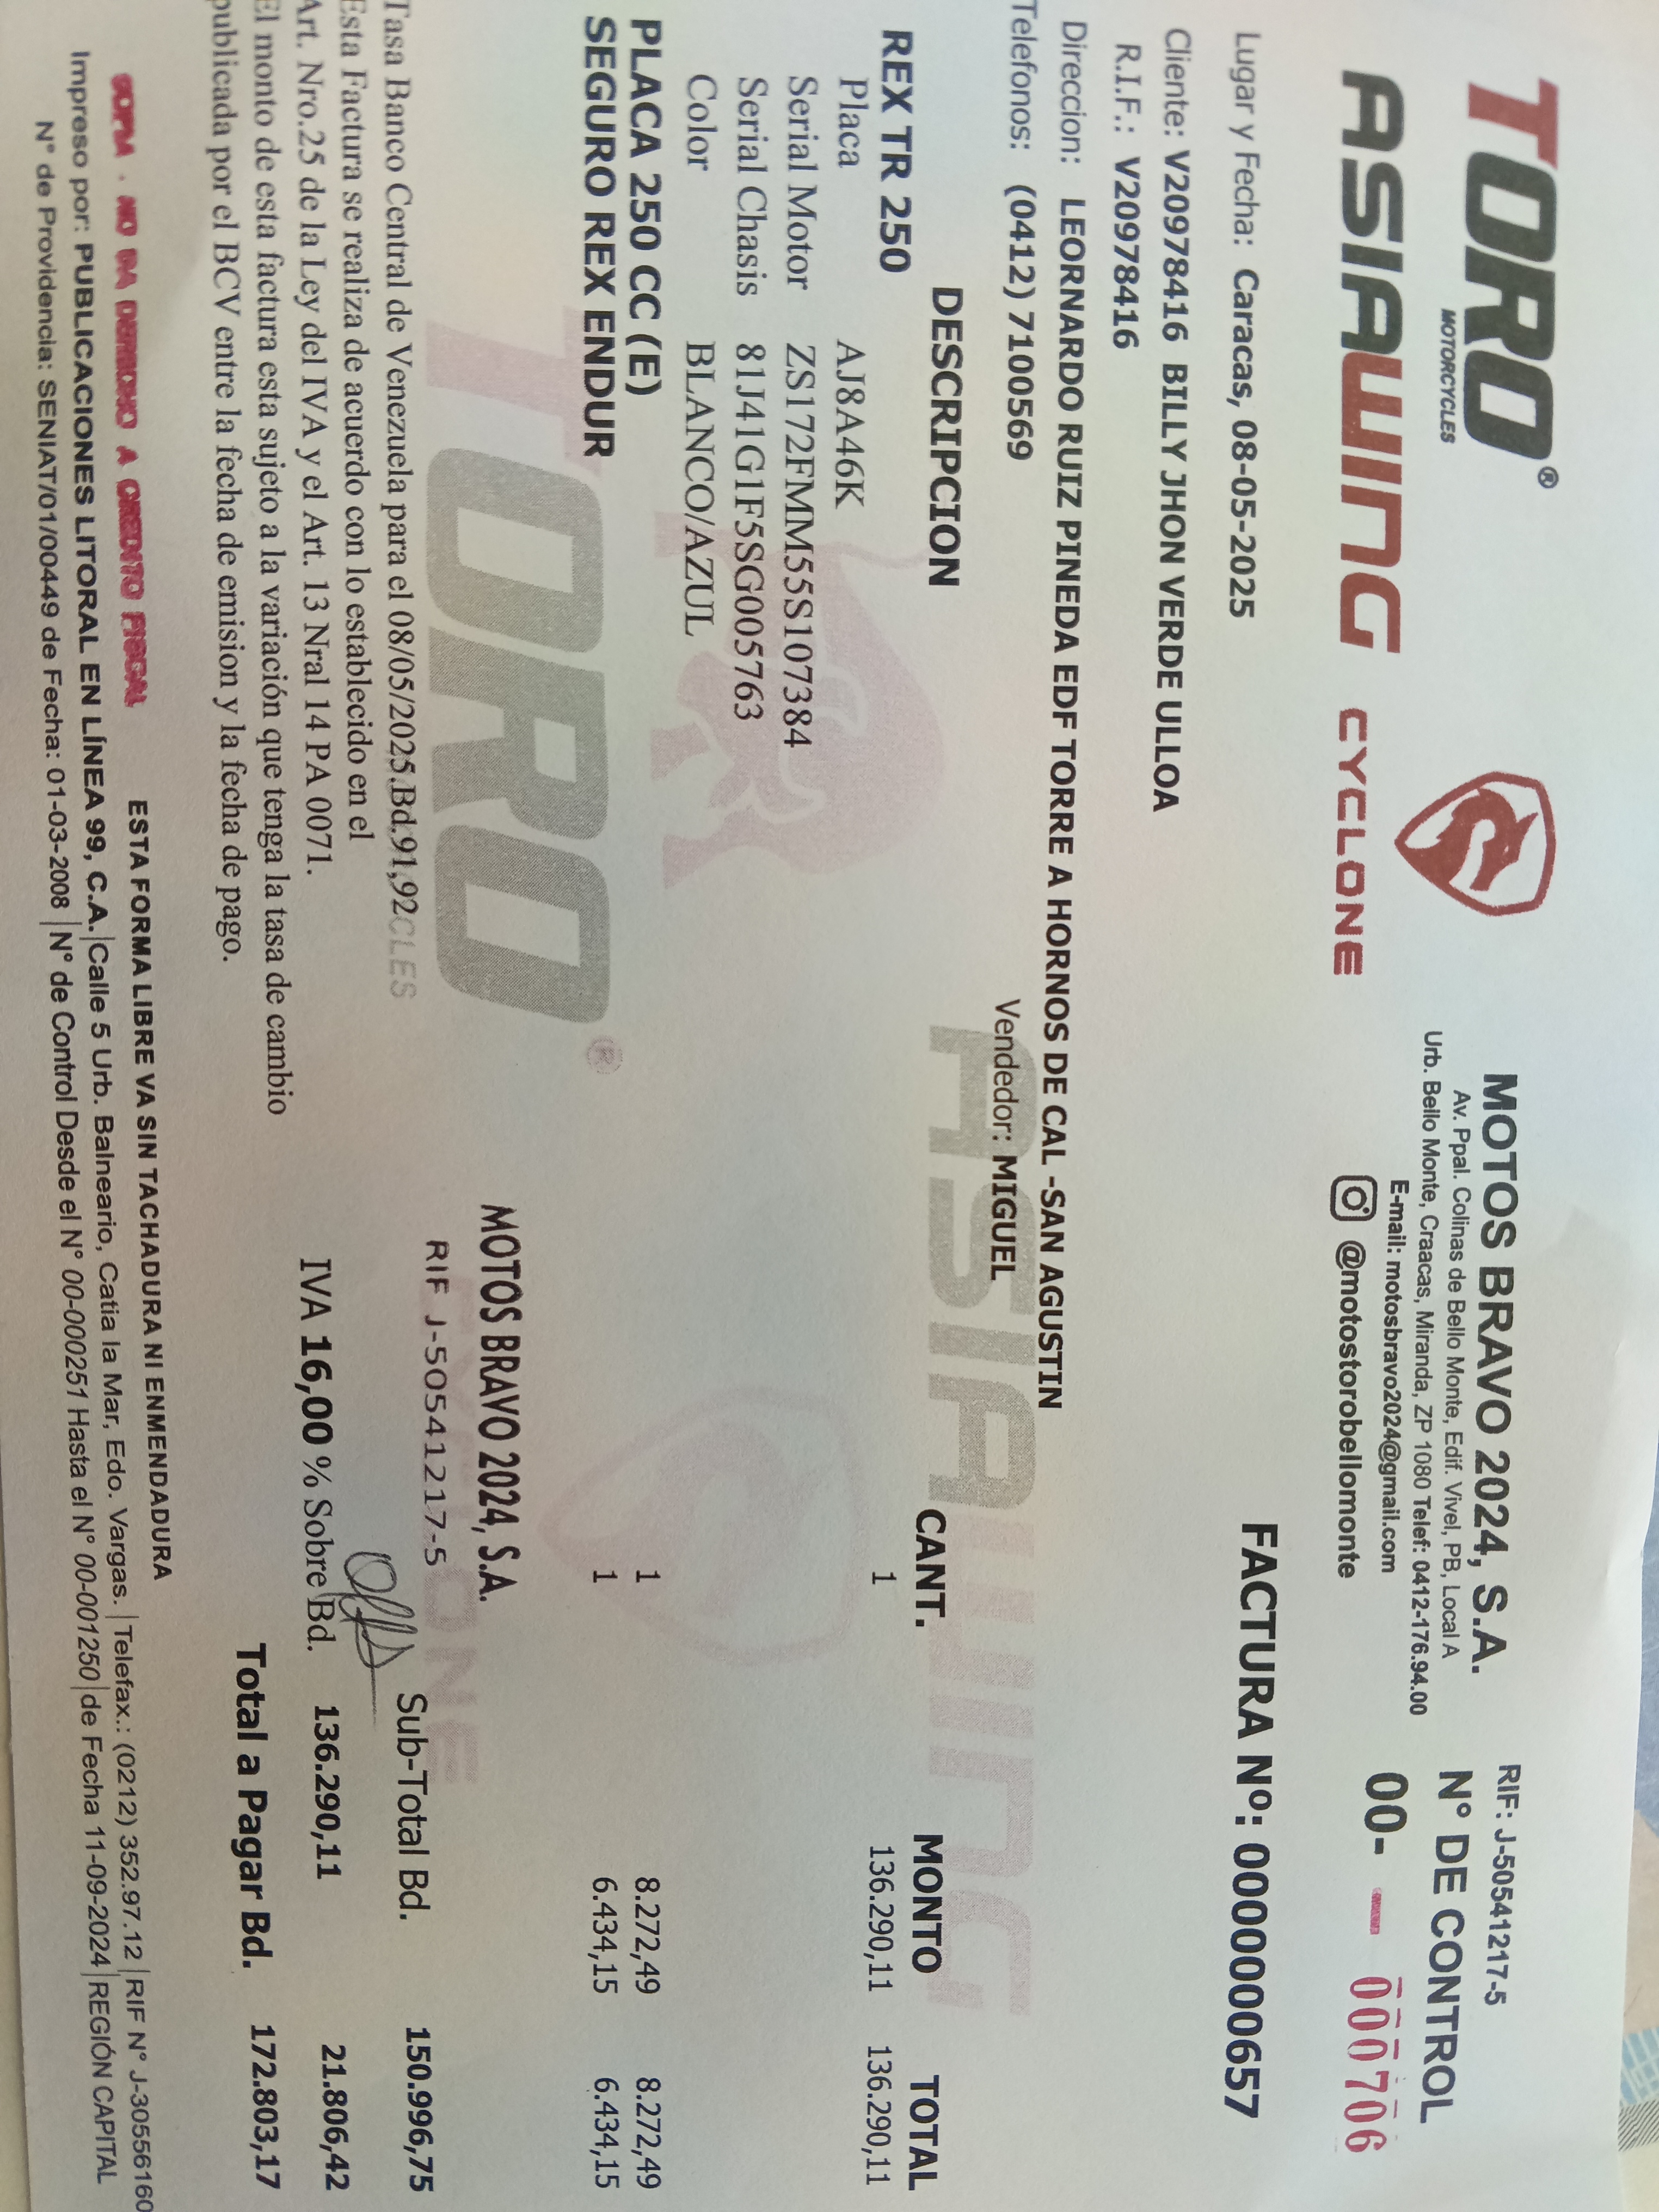 TORO®
MOTORCYCLES
ASIAWING CYCLONE
MOTOS BRAVO 2024, S.A.
Av. Ppal. Colinas de Bello Monte, Edif. Vivel, PB, Local A
Urb. Bello Monte, Craacas, Miranda, ZP 1080 Telef: 0412-176.94.00
E-mail: motosbravo2024@gmail.com
@motostorobellomonte
RIF: J-50541217-5
N° DE CONTROL
00- 000706
FACTURA Nº: 0000000657
Lugar y Fecha: Caracas, 08-05-2025
Cliente: V20978416 BILLY JHON VERDE ULLOA
R.I.F.: V20978416
Direccion: LEORNARDO RUIZ PINEDA EDF TORRE A HORNOS DE CAL -SAN AGUSTIN
Telefonos: (0412) 7100569 Vendedor: MIGUEL
DESCRIPCION CANT. MONTO TOTAL
REX TR 250 1 136.290,11 136.290,11
Placa AJ8A46K
Serial Motor ZS172FMM55S107384
Serial Chasis 81J41G1F5SG005763
Color BLANCO/AZUL
PLACA 250 CC (E) 1 8.272,49 8.272,49
SEGURO REX ENDUR 1 6.434,15 6.434,15
TORO®
CLES
ASIAWING
MOTOS BRAVO 2024, S.A.
RIF J-50541217-5
Tasa Banco Central de Venezuela para el 08/05/2025.Bd.91,92
Esta Factura se realiza de acuerdo con lo establecido en el
Art. Nro.25 de la Ley del IVA y el Art. 13 Nral 14 PA 0071.
El monto de esta factura esta sujeto a la variación que tenga la tasa de cambio
publicada por el BCV entre la fecha de emision y la fecha de pago.
Sub-Total Bd. 150.996,75
IVA 16,00 % Sobre Bd. 136.290,11 21.806,42
Total a Pagar Bd. 172.803,17
NO DA DERECHO A CREDITO FISCAL
ESTA FORMA LIBRE VA SIN TACHADURA NI ENMENDADURA
Impreso por: PUBLICACIONES LITORAL EN LÍNEA 99, C.A. Calle 5 Urb. Balneario, Catia la Mar, Edo. Vargas. Telefax.: (0212) 352.97.12 RIF N° J-30556160
N° de Providencia: SENIAT/01/00449 de Fecha: 01-03-2008 N° de Control Desde el N° 00-000251 Hasta el N° 00-001250 de Fecha 11-09-2024 REGIÓN CAPITAL